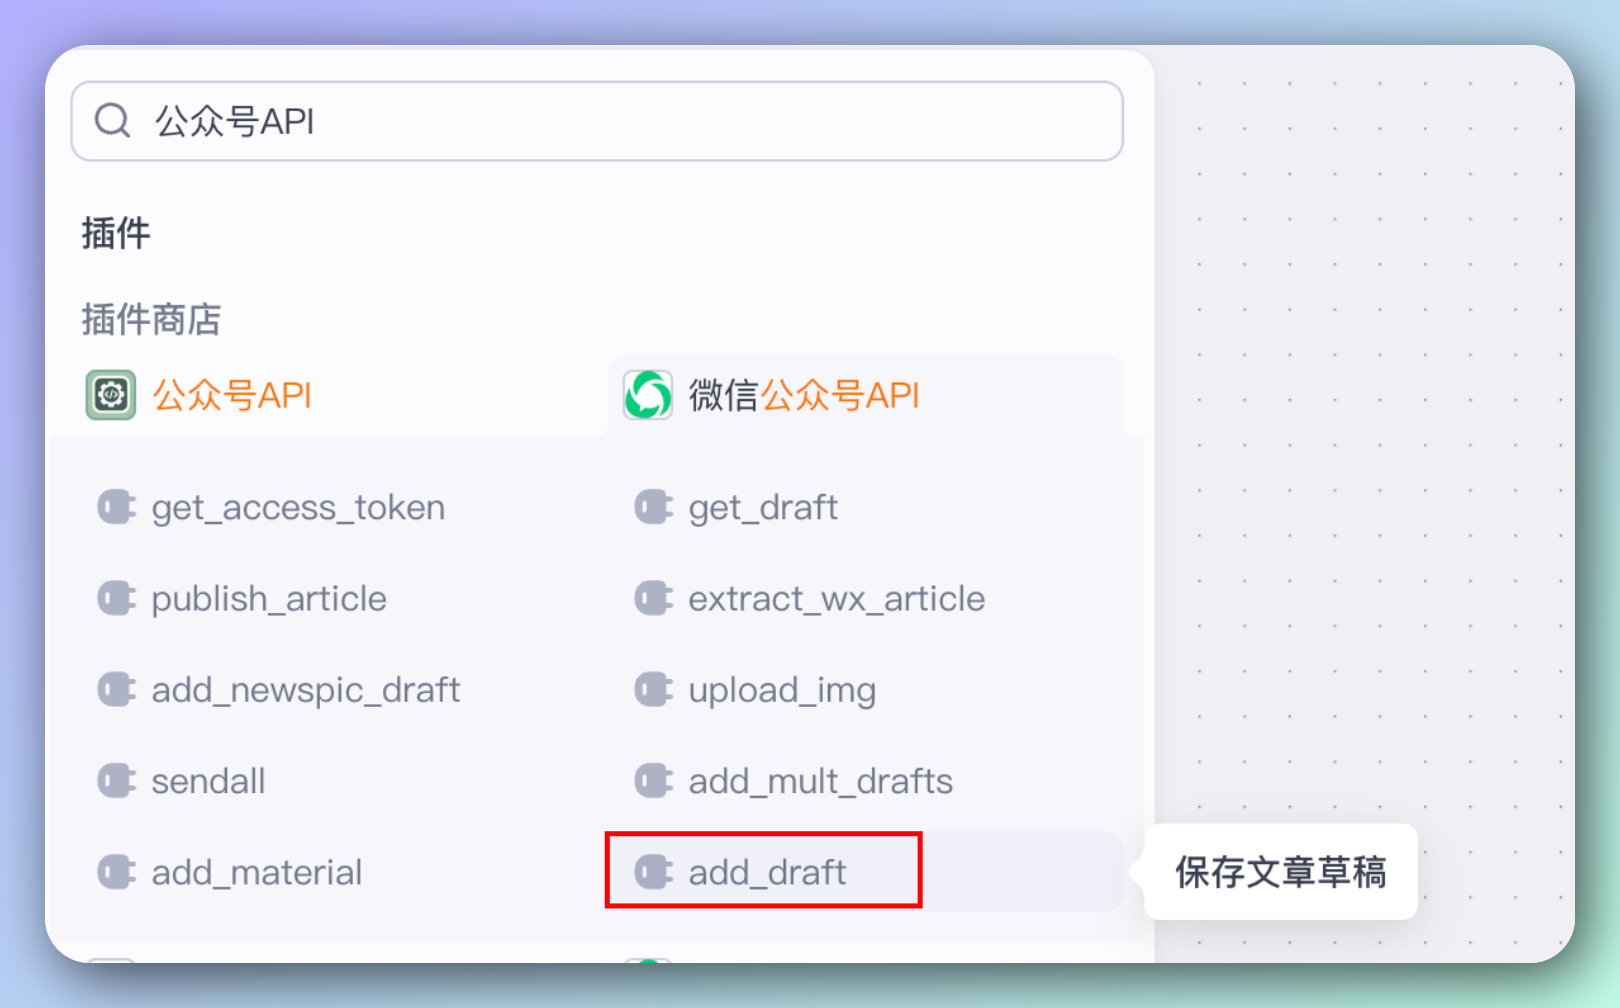 公众号API
插件
插件商店
公众号API
微信公众号API
get_access_token
get_draft
publish_article
extract_wx_article
add_newspic_draft
upload_img
sendall
add_mult_drafts
add_material
add_draft
保存文章草稿